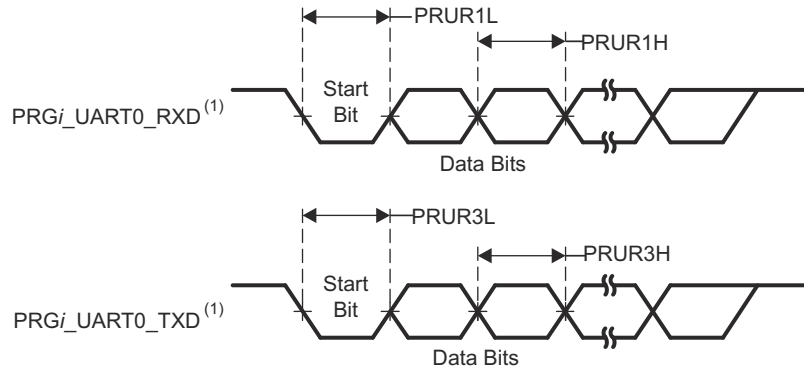 PRUR1L
PRUR1H
Start
Bit
PRGi_UART0_RXD(1)
Data Bits
PRUR3L
PRUR3H
Start
Bit
PRGi_UART0_TXD(1)
Data Bits